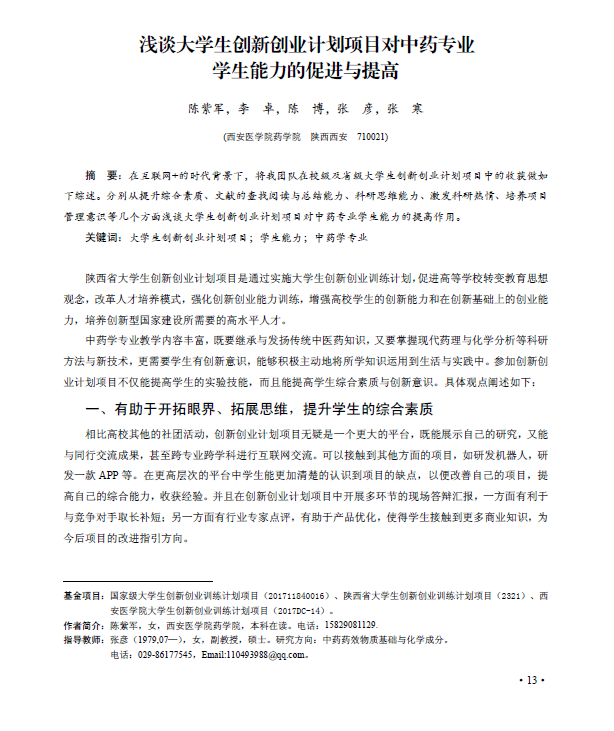 浅谈大学生创新创业计划项目对中药专业
学生能力的促进与提高
陈紫军，李　卓，陈　博，张　彦，张　寒
(西安医学院药学院　陕西西安　710021)
摘　要：在互联网+的时代背景下，将我团队在校级及省级大学生创新创业计划项目中的收获做如
下综述。分别从提升综合素质、文献的查找阅读与总结能力、科研思维能力、激发科研热情、培养项目
管理意识等几个方面浅谈大学生创新创业计划项目对中药专业学生能力的提高作用。
关键词：大学生创新创业计划项目；学生能力；中药学专业
陕西省大学生创新创业计划项目是通过实施大学生创新创业训练计划，促进高等学校转变教育思想
观念，改革人才培养模式，强化创新创业能力训练，增强高校学生的创新能力和在创新基础上的创业能
力，培养创新型国家建设所需要的高水平人才。
中药学专业教学内容丰富，既要继承与发扬传统中医药知识，又要掌握现代药理与化学分析等科研
方法与新技术，更需要学生有创新意识，能够积极主动地将所学知识运用到生活与实践中。参加创新创
业计划项目不仅能提高学生的实验技能，而且能提高学生综合素质与创新意识。具体观点阐述如下：
一、有助于开拓眼界、拓展思维，提升学生的综合素质
相比高校其他的社团活动，创新创业计划项目无疑是一个更大的平台，既能展示自己的研究，又能
与同行交流成果，甚至跨专业跨学科进行互联网交流。可以接触到其他方面的项目，如研发机器人，研
发一款 APP 等。在更高层次的平台中学生能更加清楚的认识到项目的缺点，以便改善自己的项目，提
高自己的综合能力，收获经验。并且在创新创业计划项目中开展多环节的现场答辩汇报，一方面有利于
与竞争对手取长补短；另一方面有行业专家点评，有助于产品优化，使得学生接触到更多商业知识，为
今后项目的改进指引方向。
基金项目：国家级大学生创新创业训练计划项目（201711840016）、陕西省大学生创新创业训练计划项目（2321）、西
安医学院大学生创新创业训练计划项目（2017DC-14）。
作者简介：陈紫军，女，西安医学院药学院，本科在读。电话：15829081129.
指导教师：张彦（1979,07—），女，副教授，硕士。研究方向：中药药效物质基础与化学成分。
电话：029-86177545，Email:110493988@qq.com。
· 13 ·